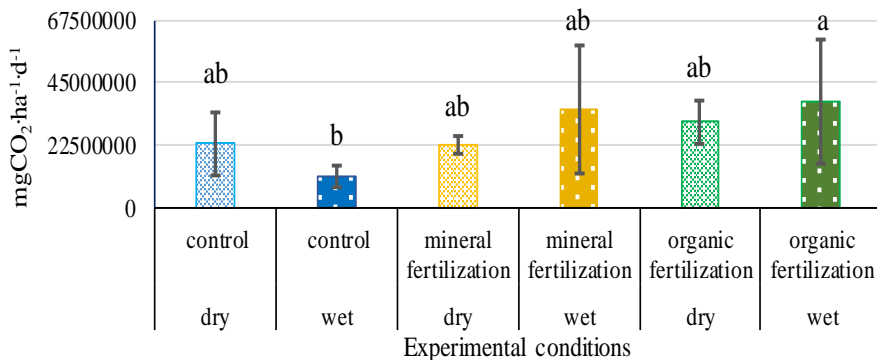 67500000
45000000
22500000
0
mgCO₂·ha⁻¹·d⁻¹
ab
b
ab
ab
ab
a
control
control
mineral fertilization
mineral fertilization
organic fertilization
organic fertilization
dry
wet
dry
wet
dry
wet
Experimental conditions